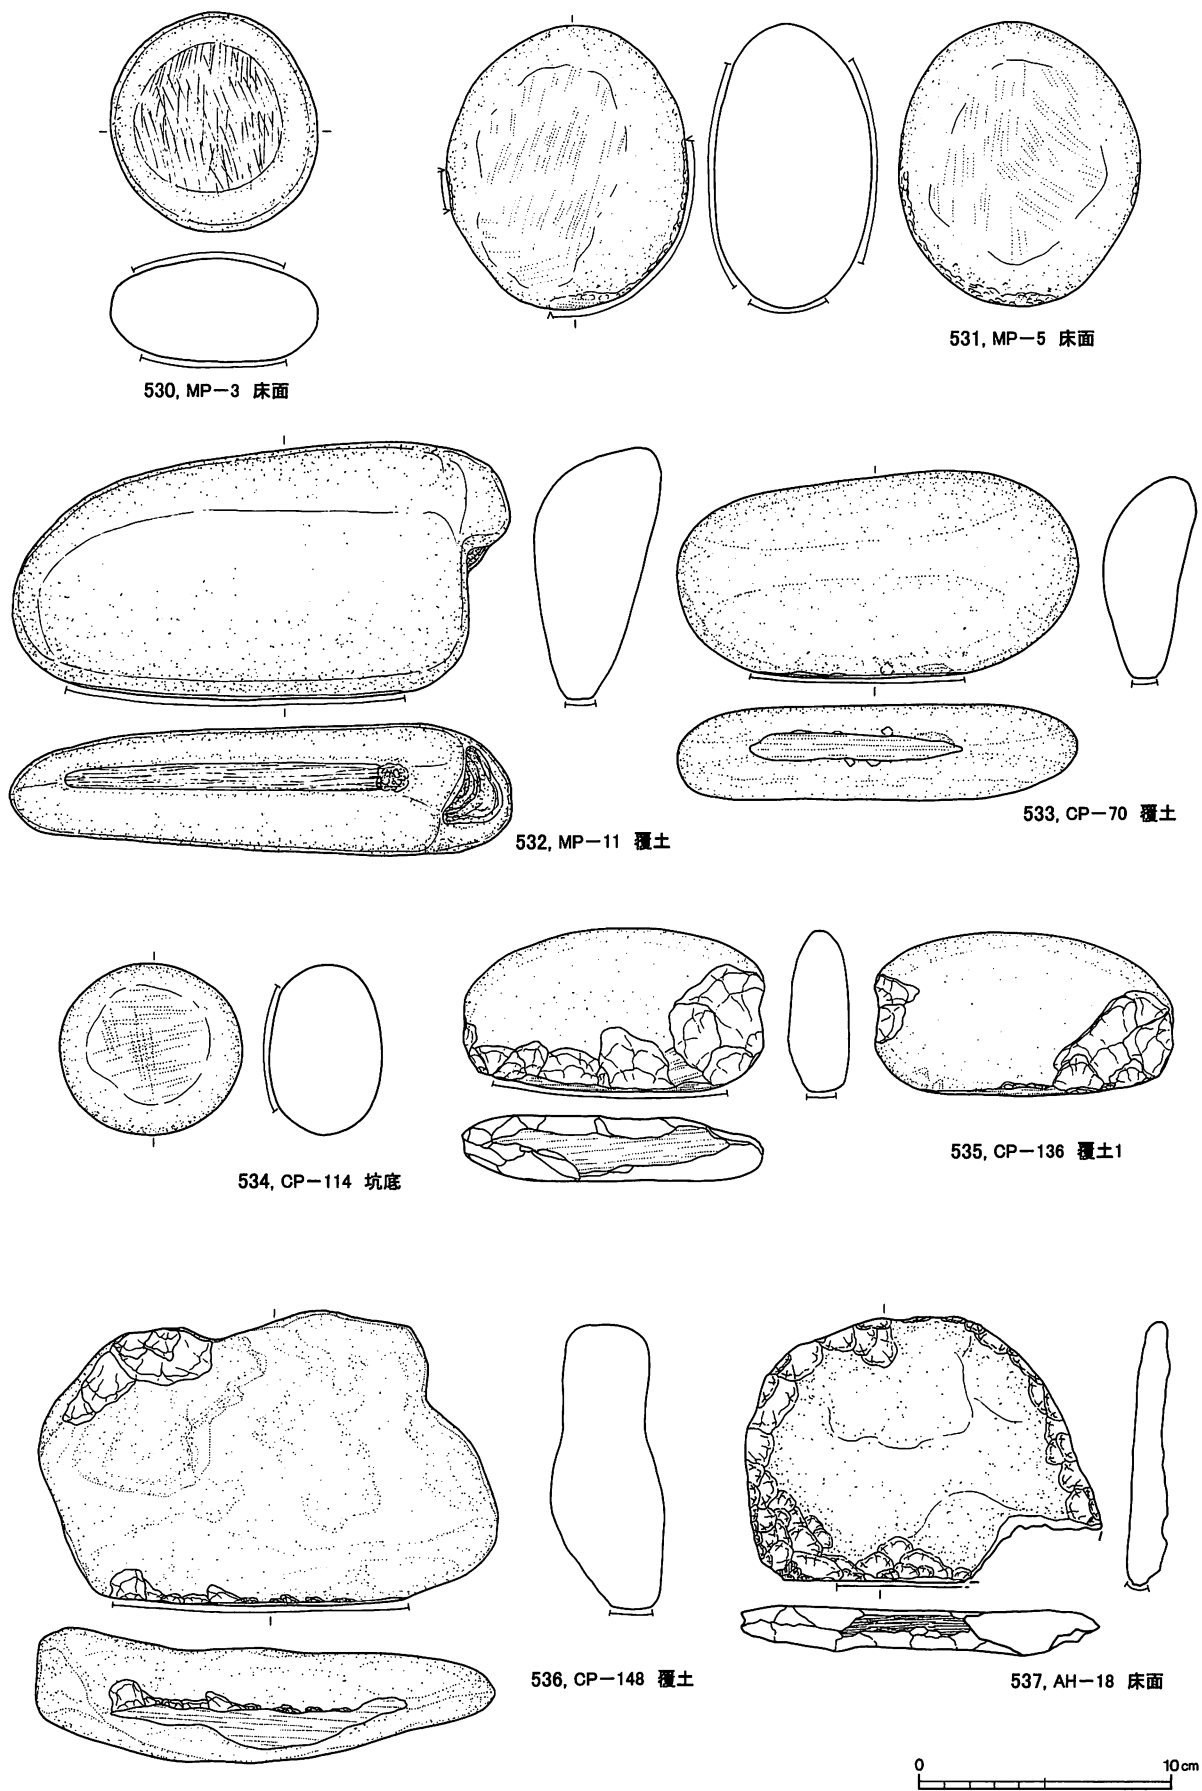 530, MP－3 床面
531, MP－5 床面
532, MP－11 覆土
533, CP－70 覆土
534, CP－114 坑底
535, CP－136 覆土1
536, CP－148 覆土
537, AH－18 床面
0 10cm